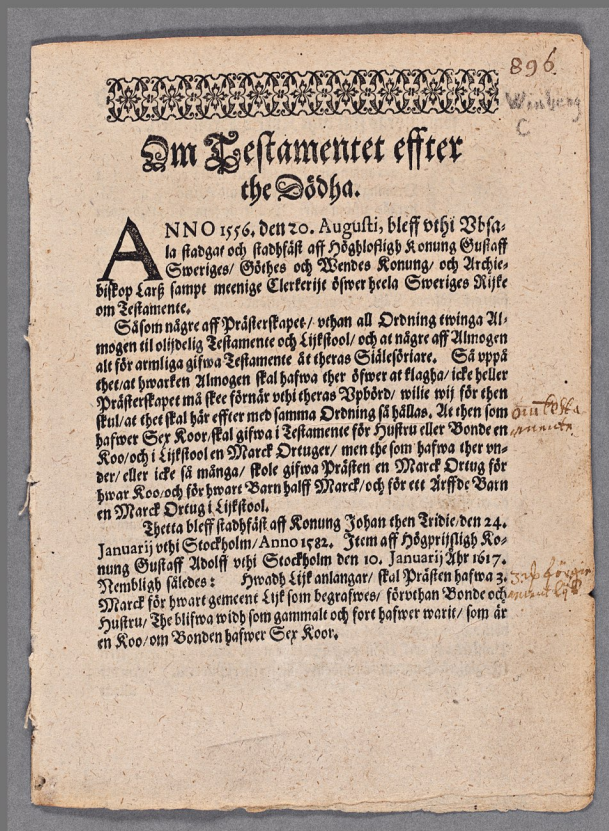 896.
Om Testamentet effter
the Dödha.
ANNO 1556. den 20. Augusti, bleff vthi Vbsa-
la stadgat och stadhfäst aff Höghlofligh Konung Gustaff
Sweriges/ Göthes och Wendes Konung/ och Archie-
biskop Larß sampt meenige Clerkerijt öfwer heela Sweriges Rijke
om Testamente.
Såsom någre aff Prästerskapet/ vthan all Ordning twinga Al-
mogen til olijdelig Testamente och Lijkstool/ och at någre aff Almogen
alt för armliga gifwa Testamente åt theras Siälesöriare. Så vppå
thet/at hwarken Almogen skal hafwa ther öfwer at klagha/ icke heller
Prästerskapet må skee förnär vthi theras Vpbörd/ wilie wij för then
skul/at thet skal här effter med samma Ordning så hållas. At then som
hafwer Sex Koor/skal gifwa i Testamente för Hustru eller Bonde en
Koo/och i Lijkstool en Marck Ortuger/ men the som hafwa ther vn-
der/ eller icke så många/ skole gifwa Prästen en Marck Ortug för
hwar Koo/och för hwart Barn halff Marck/och för ett Arffde Barn
en Marck Ortug i Lijkstool.
Thetta bleff stadhfäst aff Konung Johan then Tridie/den 24.
Januarij vthi Stockholm/Anno 1582. Item aff Högprijsligh Ko-
nung Gustaff Adolff vthi Stockholm den 10. Januarij Åhr 1617.
Nembligh således: Hwadh Lijk anlangar/ skal Prästen hafwa 3.
Marck för hwart gemeent Lijk som begrafwes/ förvthan Bonde och
Hustru/ The blifwa widh som gammalt och fort hafwer warit/ som är
en Koo/om Bonden hafwer Sex Koor.